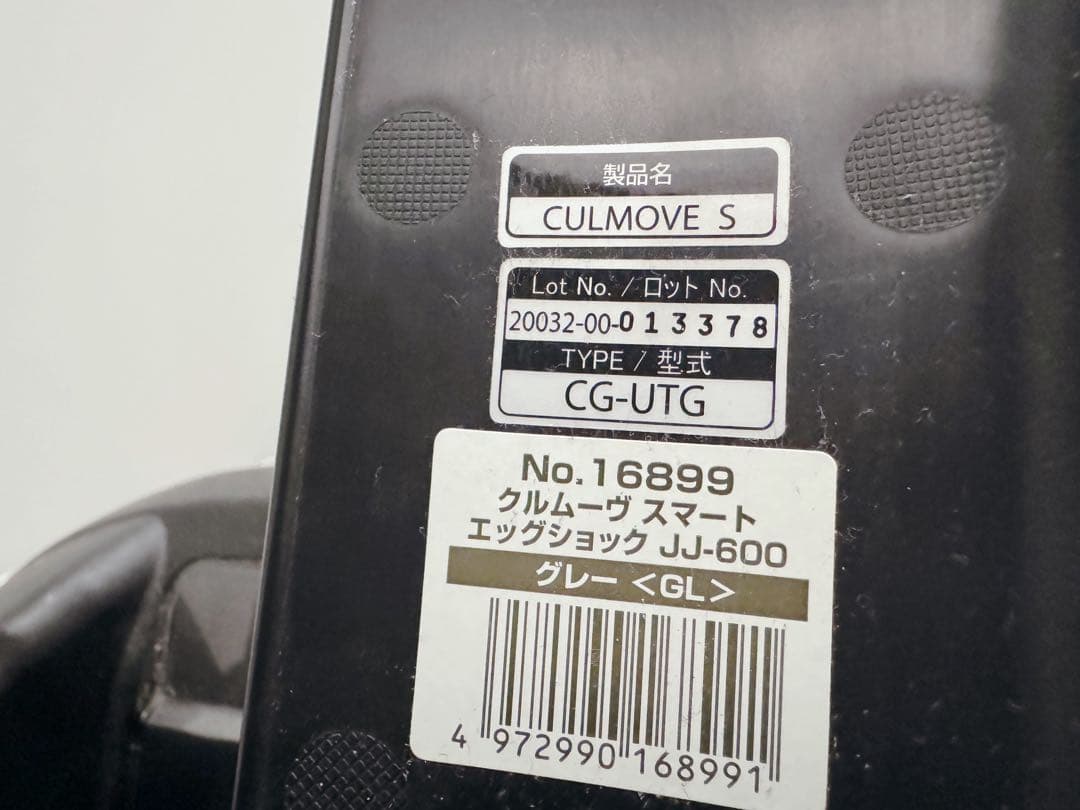 製品名
CULMOVE S
Lot No. / ロット No.
20032-00-013378
TYPE / 型式
CG-UTG
No.16899
クルムーヴ スマート
エッグショック JJ-600
グレー <GL>
4 972990 168991